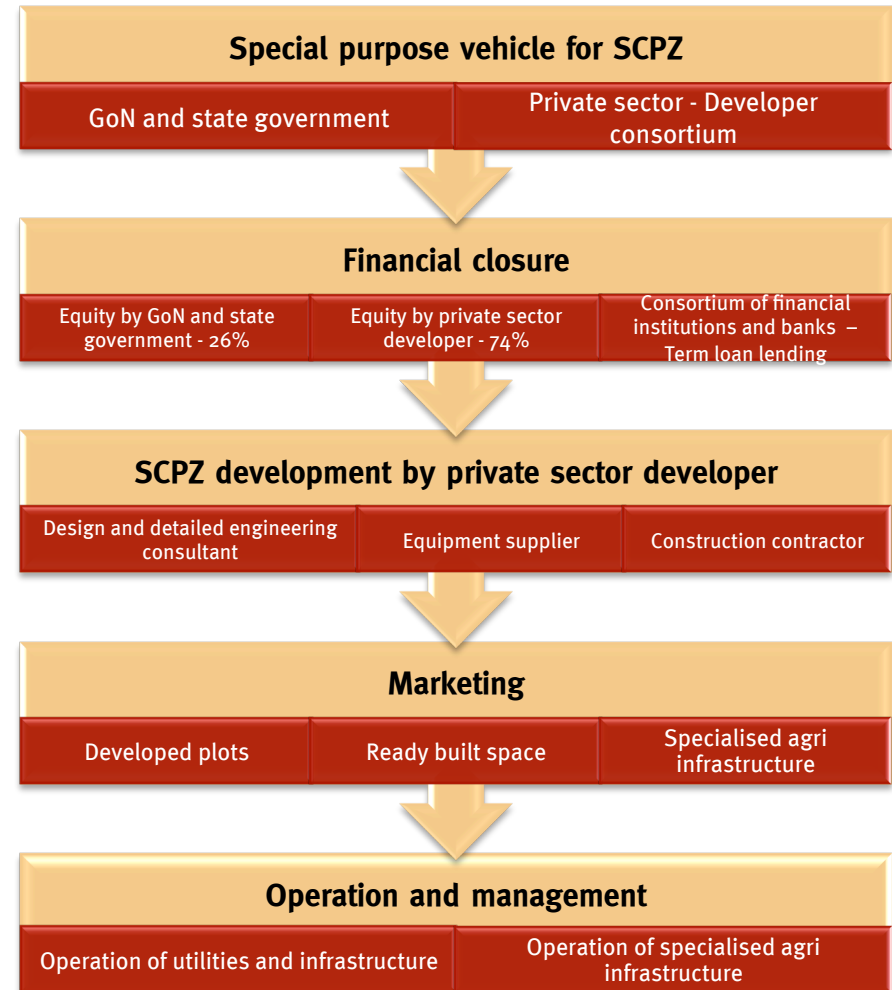 Special purpose vehicle for SCPZ
GoN and state government
Private sector - Developer
consortium
Financial closure
Equity by GoN and state
government - 26%
Equity by private sector
developer - 74%
Consortium of financial
institutions and banks –
Term loan lending
SCPZ development by private sector developer
Design and detailed engineering
consultant
Equipment supplier
Construction contractor
Marketing
Developed plots
Ready built space
Specialised agri
infrastructure
Operation and management
Operation of utilities and infrastructure
Operation of specialised agri
infrastructure